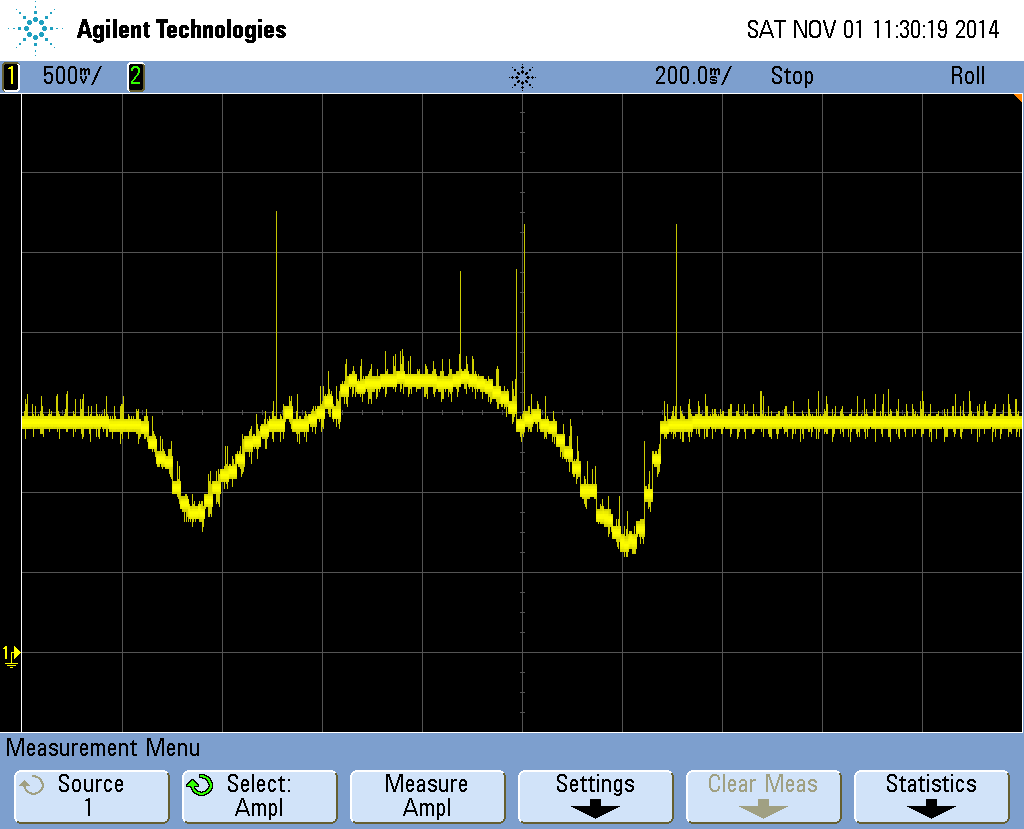 Agilent Technologies
SAT NOV 01 11:30:19 2014
1 500mV/ 2 200.0ms/ Stop Roll
1
Measurement Menu
Source
1
Select:
Ampl
Measure
Ampl
Settings
Clear Meas
Statistics